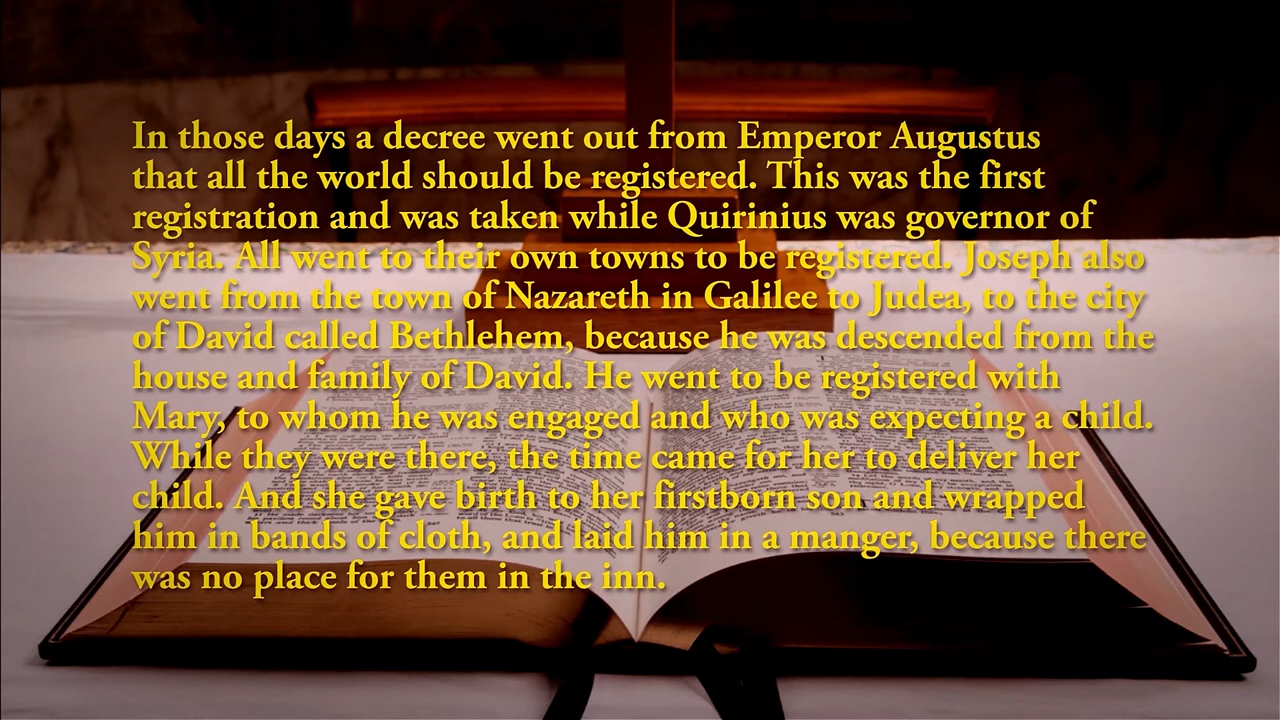 In those days a decree went out from Emperor Augustus
that all the world should be registered. This was the first
registration and was taken while Quirinius was governor of
Syria. All went to their own towns to be registered. Joseph also
went from the town of Nazareth in Galilee to Judea, to the city
of David called Bethlehem, because he was descended from the
house and family of David. He went to be registered with
Mary, to whom he was engaged and who was expecting a child.
While they were there, the time came for her to deliver her
child. And she gave birth to her firstborn son and wrapped
him in bands of cloth, and laid him in a manger, because there
was no place for them in the inn.